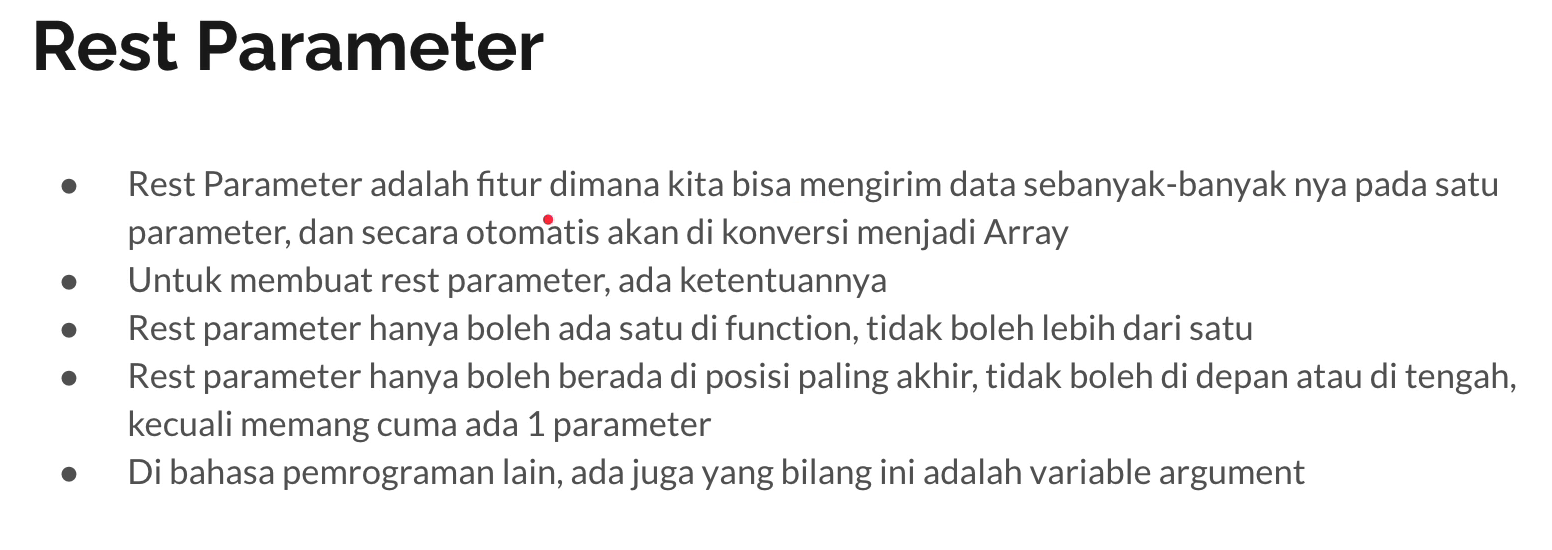 Rest Parameter
● Rest Parameter adalah fitur dimana kita bisa mengirim data sebanyak-banyak nya pada satu
parameter, dan secara otomatis akan di konversi menjadi Array
● Untuk membuat rest parameter, ada ketentuannya
● Rest parameter hanya boleh ada satu di function, tidak boleh lebih dari satu
● Rest parameter hanya boleh berada di posisi paling akhir, tidak boleh di depan atau di tengah,
kecuali memang cuma ada 1 parameter
● Di bahasa pemrograman lain, ada juga yang bilang ini adalah variable argument